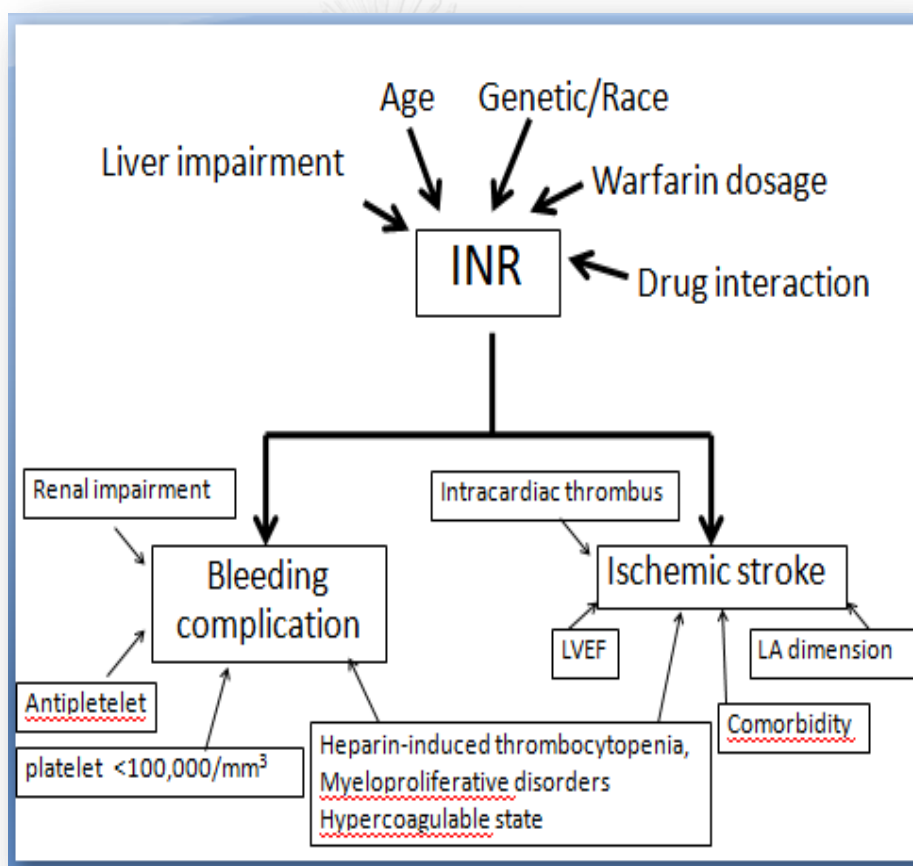 Age
Genetic/Race
Liver impairment
Warfarin dosage
INR
Drug interaction
Renal impairment
Intracardiac thrombus
Bleeding
complication
Ischemic stroke
LVEF
LA dimension
Antipletelet
Comorbidity
platelet <100,000/mm³
Heparin-induced thrombocytopenia,
Myeloproliferative disorders
Hypercoagulable state